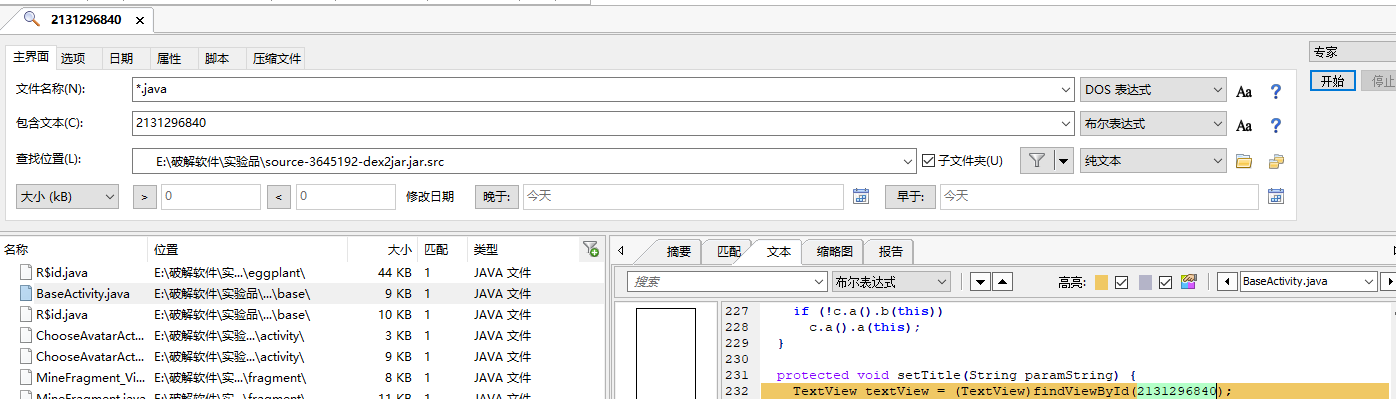 2131296840
主界面 选项 日期 属性 脚本 压缩文件
专家
文件名称(N): *.java DOS 表达式 Aa ?
开始 停止
包含文本(C): 2131296840 布尔表达式 Aa ?
查找位置(L): E:\破解软件\实验品\source-3645192-dex2jar.jar.src 子文件夹(U) 纯文本
大小 (kB) > 0 < 0 修改日期 晚于: 今天 早于: 今天
名称 位置 大小 匹配 类型
R$id.java E:\破解软件\实...\eggplant\ 44 KB 1 JAVA 文件
BaseActivity.java E:\破解软件\实验品\...\base\ 9 KB 1 JAVA 文件
R$id.java E:\破解软件\实验品\...\base\ 10 KB 1 JAVA 文件
ChooseAvatarAct... E:\破解软件\实验...\activity\ 3 KB 1 JAVA 文件
ChooseAvatarAct... E:\破解软件\实验...\activity\ 9 KB 1 JAVA 文件
MineFragment_Vi... E:\破解软件\实...\fragment\ 8 KB 1 JAVA 文件
MineFragment.java E:\破解软件\实...\fragment\ 11 KB 1 JAVA 文件
摘要 匹配 文本 缩略图 报告
搜索 布尔表达式 高亮: BaseActivity.java
227 if (!c.a().b(this))
228 c.a().a(this);
229 }
230
231 protected void setTitle(String paramString) {
232 TextView textView = (TextView)findViewById(2131296840);